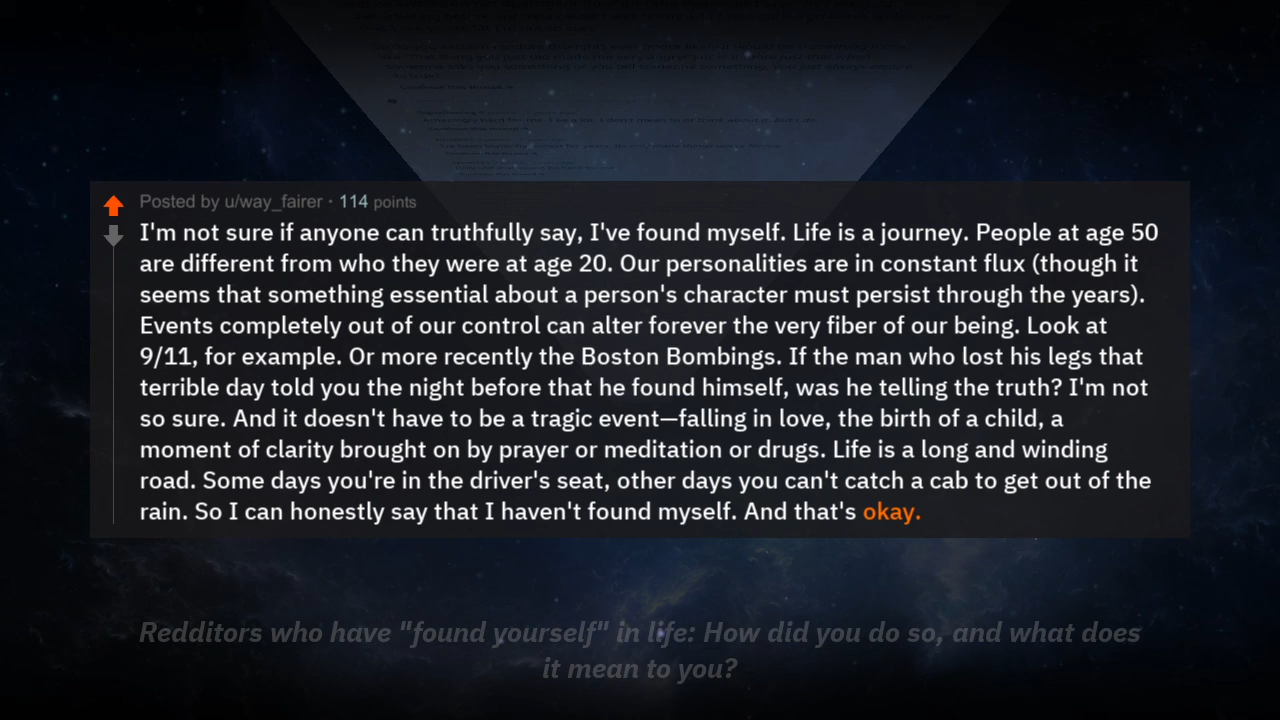 Posted by u/way_fairer · 114 points
I'm not sure if anyone can truthfully say, I've found myself. Life is a journey. People at age 50
are different from who they were at age 20. Our personalities are in constant flux (though it
seems that something essential about a person's character must persist through the years).
Events completely out of our control can alter forever the very fiber of our being. Look at
9/11, for example. Or more recently the Boston Bombings. If the man who lost his legs that
terrible day told you the night before that he found himself, was he telling the truth? I'm not
so sure. And it doesn't have to be a tragic event—falling in love, the birth of a child, a
moment of clarity brought on by prayer or meditation or drugs. Life is a long and winding
road. Some days you're in the driver's seat, other days you can't catch a cab to get out of the
rain. So I can honestly say that I haven't found myself. And that's okay.
Redditors who have "found yourself" in life: How did you do so, and what does
it mean to you?